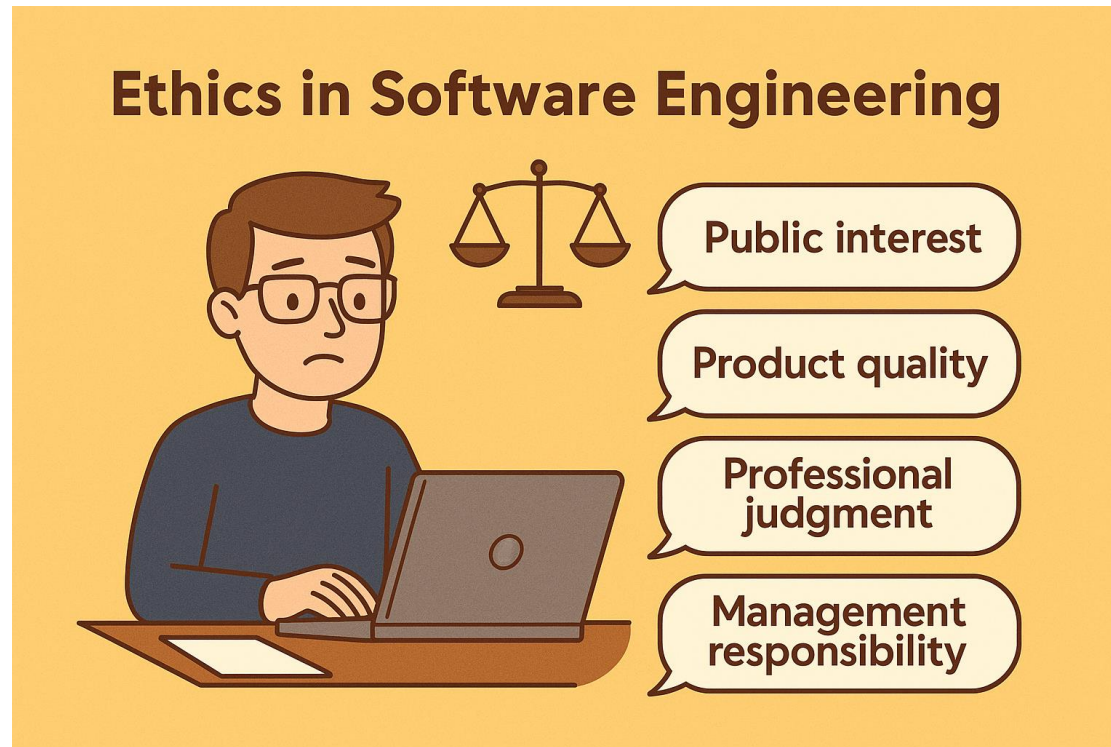 Ethics in Software Engineering
Public interest
Product quality
Professional
judgment
Management
responsibility